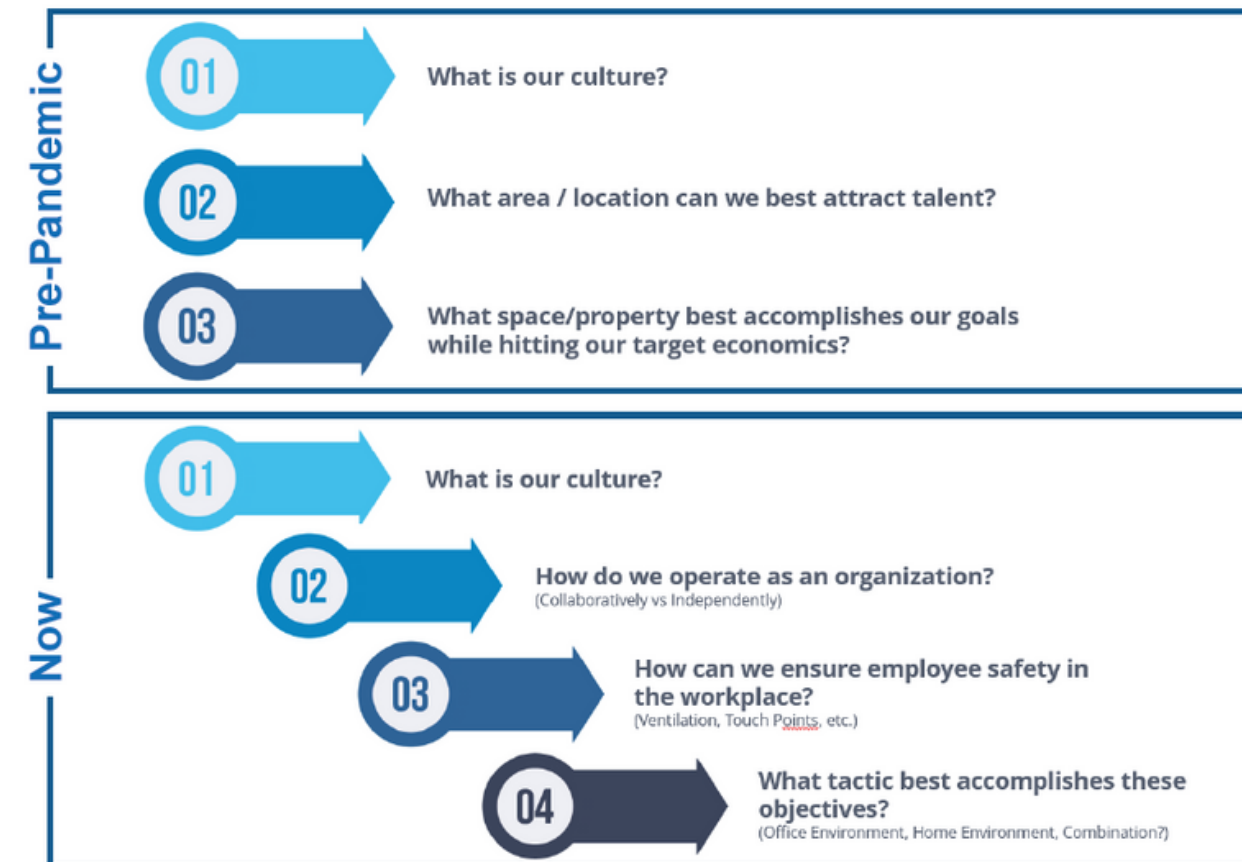 Pre-Pandemic
01
What is our culture?
02
What area / location can we best attract talent?
03
What space/property best accomplishes our goals
while hitting our target economics?
Now
01
What is our culture?
02
How do we operate as an organization?
(Collaboratively vs Independently)
03
How can we ensure employee safety in
the workplace?
(Ventilation, Touch Points, etc.)
04
What tactic best accomplishes these
objectives?
(Office Environment, Home Environment, Combination?)